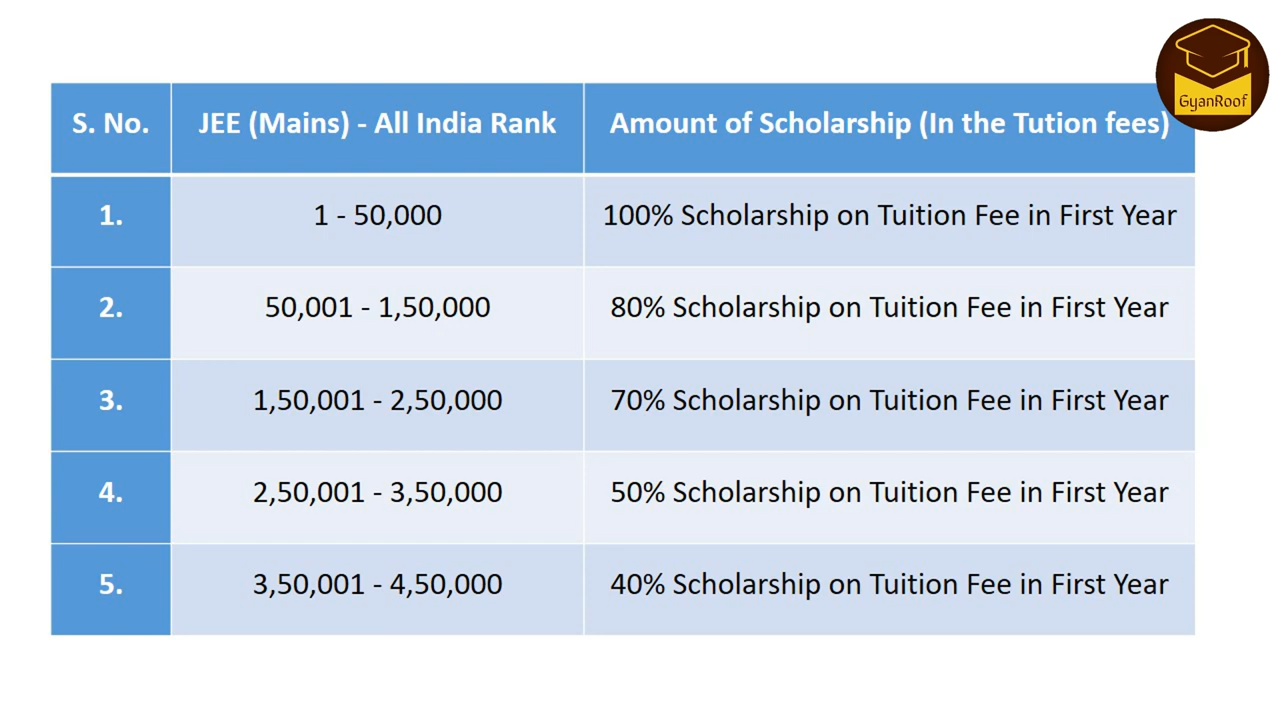 GyanRoof
S. No. JEE (Mains) - All India Rank Amount of Scholarship (In the Tution fees)
1. 1 - 50,000 100% Scholarship on Tuition Fee in First Year
2. 50,001 - 1,50,000 80% Scholarship on Tuition Fee in First Year
3. 1,50,001 - 2,50,000 70% Scholarship on Tuition Fee in First Year
4. 2,50,001 - 3,50,000 50% Scholarship on Tuition Fee in First Year
5. 3,50,001 - 4,50,000 40% Scholarship on Tuition Fee in First Year